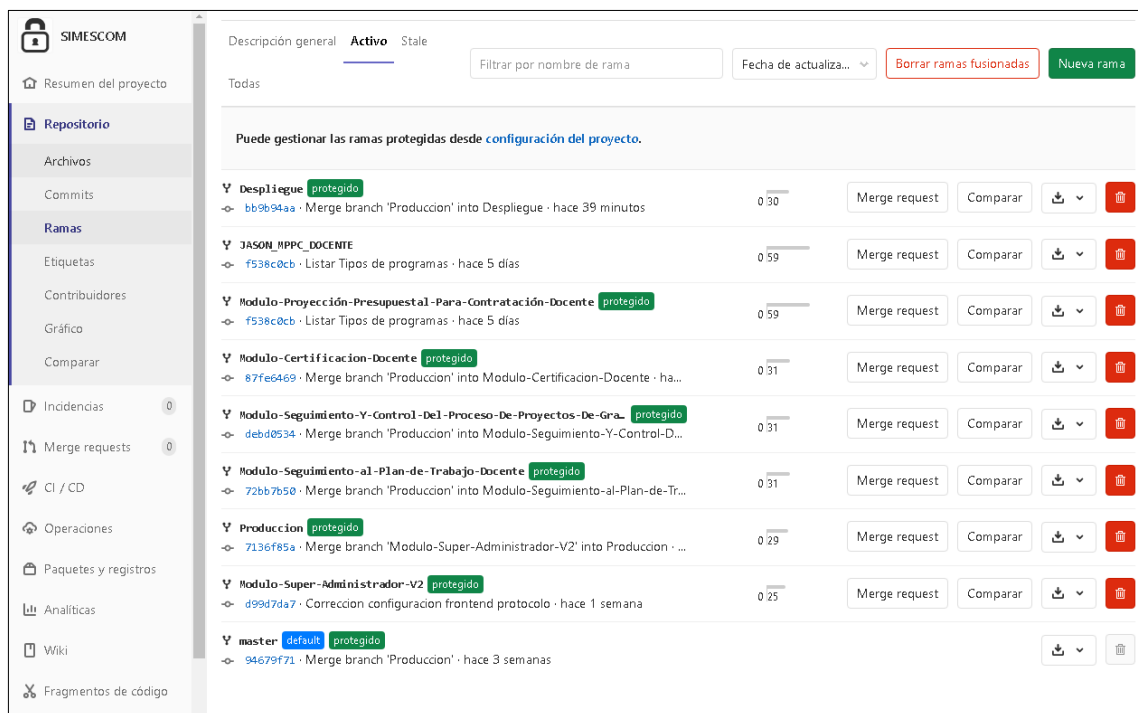 SIMESCOM
Resumen del proyecto
Repositorio
Archivos
Commits
Ramas
Etiquetas
Contribuidores
Gráfico
Comparar
Incidencias 0
Merge requests 0
CI / CD
Operaciones
Paquetes y registros
Analíticas
Wiki
Fragmentos de código
Descripción general Activo Stale
Todas
Filtrar por nombre de rama
Fecha de actualiza...
Borrar ramas fusionadas
Nueva rama
Puede gestionar las ramas protegidas desde configuración del proyecto.
Despliegue protegido
bb9b94aa · Merge branch 'Produccion' into Despliegue · hace 39 minutos
0 30 Merge request Comparar
JASON_MPPC_DOCENTE
f538c0cb · Listar Tipos de programas · hace 5 días
0 59 Merge request Comparar
Modulo-Proyección-Presupuestal-Para-Contratación-Docente protegido
f538c0cb · Listar Tipos de programas · hace 5 días
0 59 Merge request Comparar
Modulo-Certificacion-Docente protegido
87fe6469 · Merge branch 'Produccion' into Modulo-Certificacion-Docente · ha...
0 31 Merge request Comparar
Modulo-Seguimiento-Y-Control-Del-Proceso-De-Proyectos-De-Gra… protegido
debd0534 · Merge branch 'Produccion' into Modulo-Seguimiento-Y-Control-D...
0 31 Merge request Comparar
Modulo-Seguimiento-al-Plan-de-Trabajo-Docente protegido
72bb7b50 · Merge branch 'Produccion' into Modulo-Seguimiento-al-Plan-de-Tr...
0 31 Merge request Comparar
Produccion protegido
7136f85a · Merge branch 'Modulo-Super-Administrador-V2' into Produccion · ...
0 29 Merge request Comparar
Modulo-Super-Administrador-V2 protegido
d99d7da7 · Correccion configuracion frontend protocolo · hace 1 semana
0 25 Merge request Comparar
master default protegido
94679f71 · Merge branch 'Produccion' · hace 3 semanas